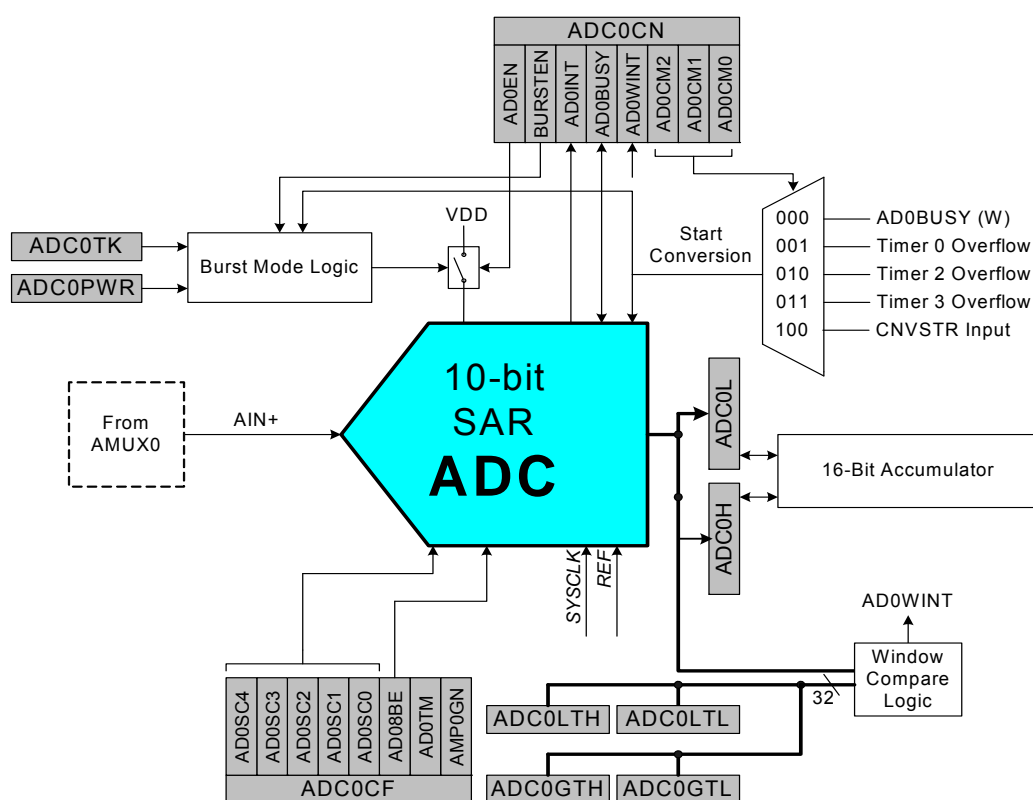 ADC0CN
AD0EN
BURSTEN
AD0INT
AD0BUSY
AD0WINT
AD0CM2
AD0CM1
AD0CM0
VDD
Start
Conversion
000
001
010
011
100
AD0BUSY (W)
Timer 0 Overflow
Timer 2 Overflow
Timer 3 Overflow
CNVSTR Input
ADC0TK
ADC0PWR
Burst Mode Logic
From
AMUX0
AIN+
10-bit
SAR
ADC
ADC0L
ADC0H
16-Bit Accumulator
SYSCLK
REF
AD0WINT
Window
Compare
Logic
32
AD0SC4
AD0SC3
AD0SC2
AD0SC1
AD0SC0
AD08BE
AD0TM
AMP0GN
ADC0CF
ADC0LTH
ADC0LTL
ADC0GTH
ADC0GTL